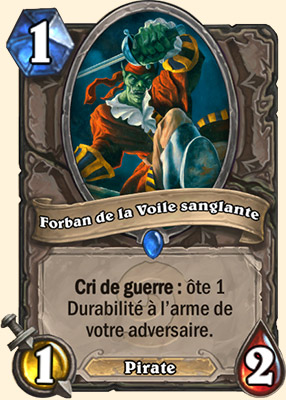 1
Forban de la Voile sanglante
Cri de guerre : ôte 1
Durabilité à l’arme de
votre adversaire.
1
Pirate
2